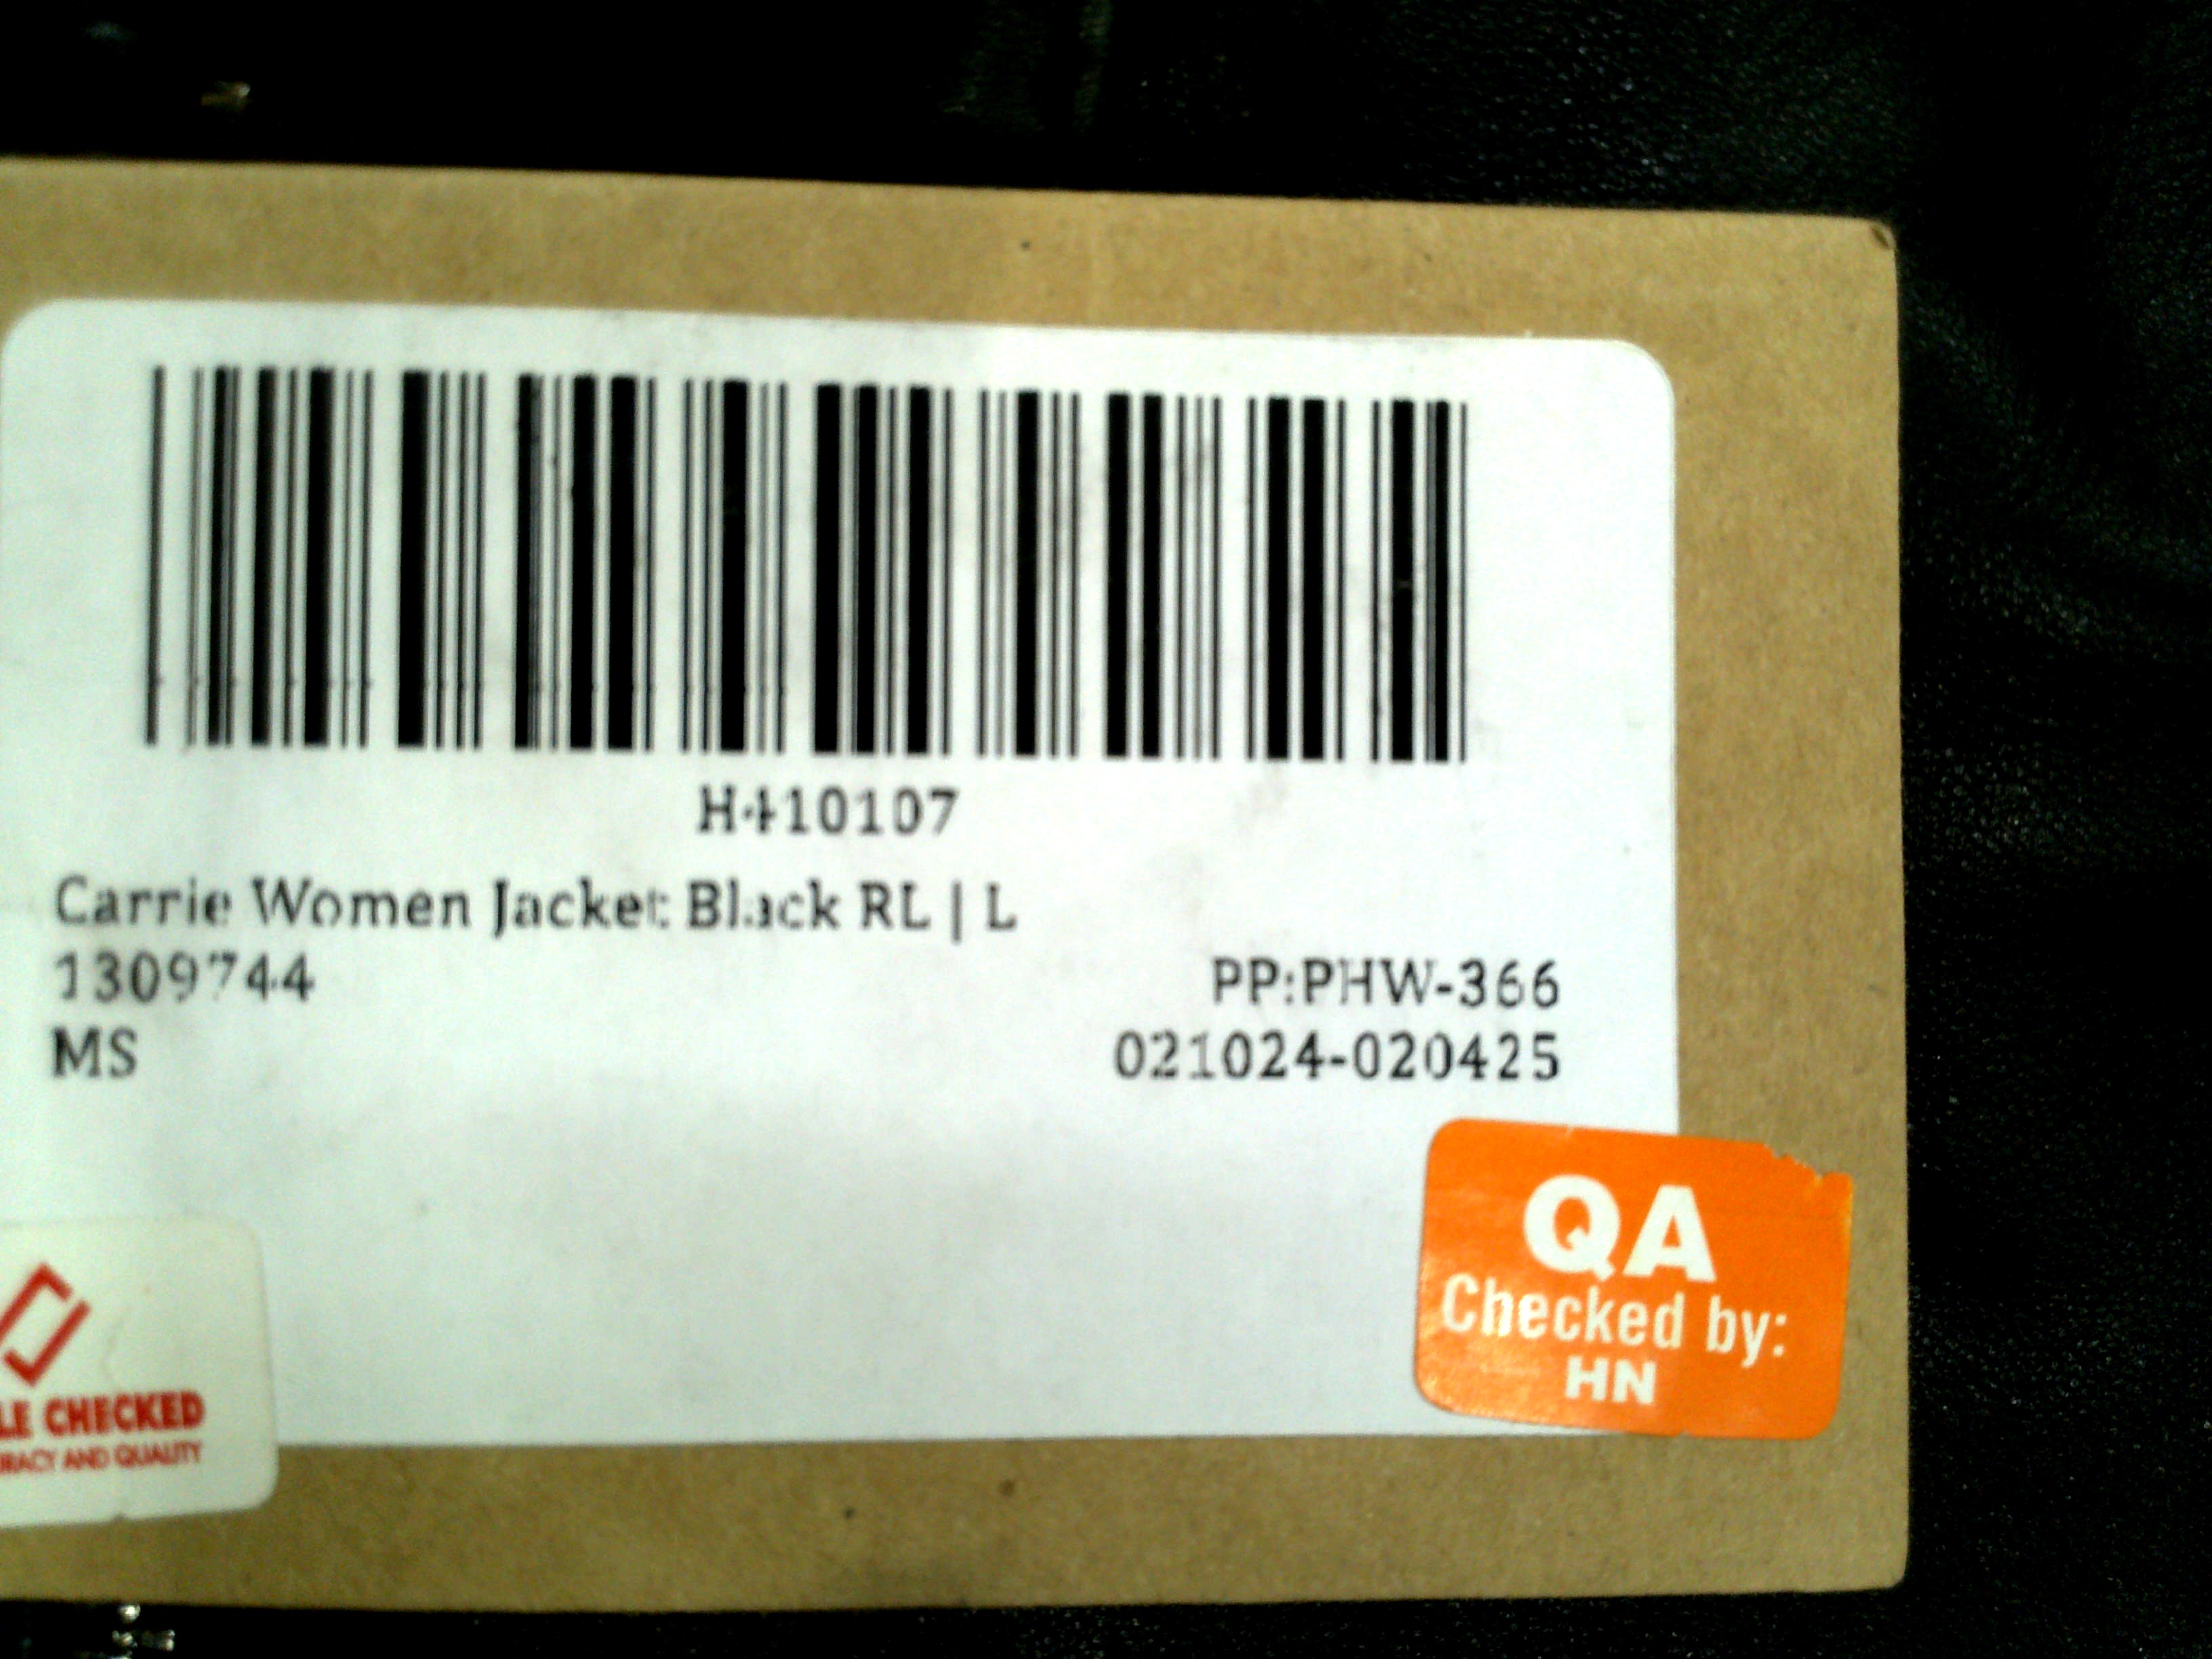 H410107
Carrie Women Jacket Black RL | L
1309744
PP:PHW-366
MS
021024-020425
QA
Checked by:
HN
LE CHECKED
RACY AND QUALITY